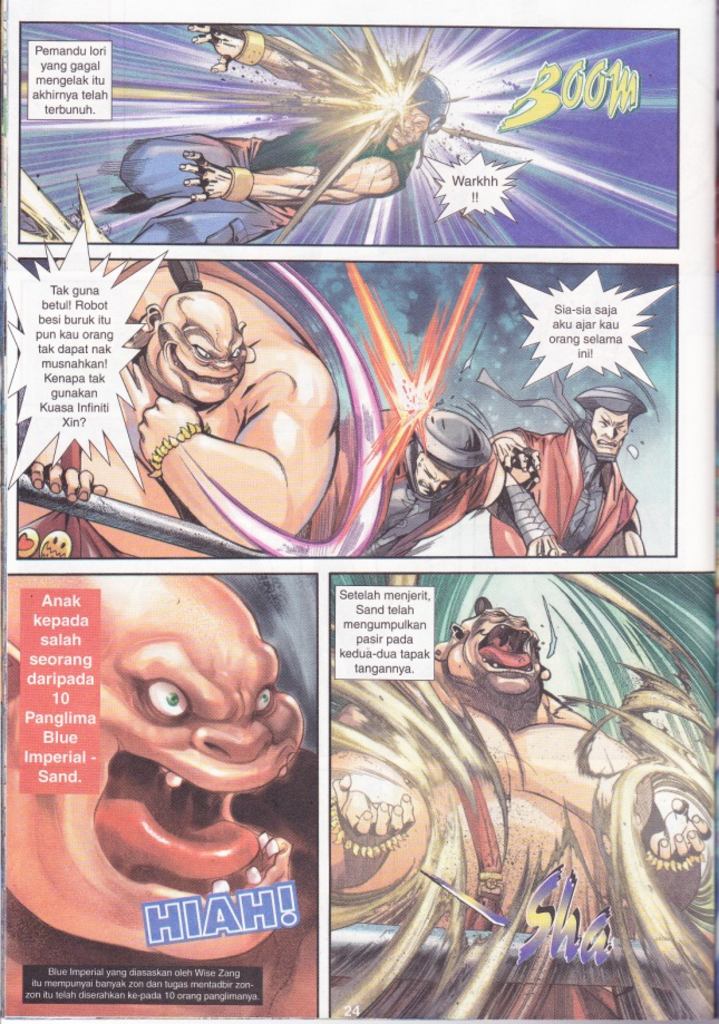 Pemandu lori
yang gagal
mengelak itu
akhirnya telah
terbunuh.
BOOM
Warkhh
!!
Tak guna
betul! Robot
besi buruk itu
pun kau orang
tak dapat nak
musnahkan!
Kenapa tak
gunakan
Kuasa Infiniti
Xin?
Sia-sia saja
aku ajar kau
orang selama
ini!
Anak
kepada
salah
seorang
daripada
10
Panglima
Blue
Imperial -
Sand.
HIAH!
Blue Imperial yang diasaskan oleh Wise Zang
itu mempunyai banyak zon dan tugas mentadbir zon-
zon itu telah diserahkan ke-pada 10 orang panglimanya.
Setelah menjerit,
Sand telah
mengumpulkan
pasir pada
kedua-dua tapak
tangannya.
Sha
24